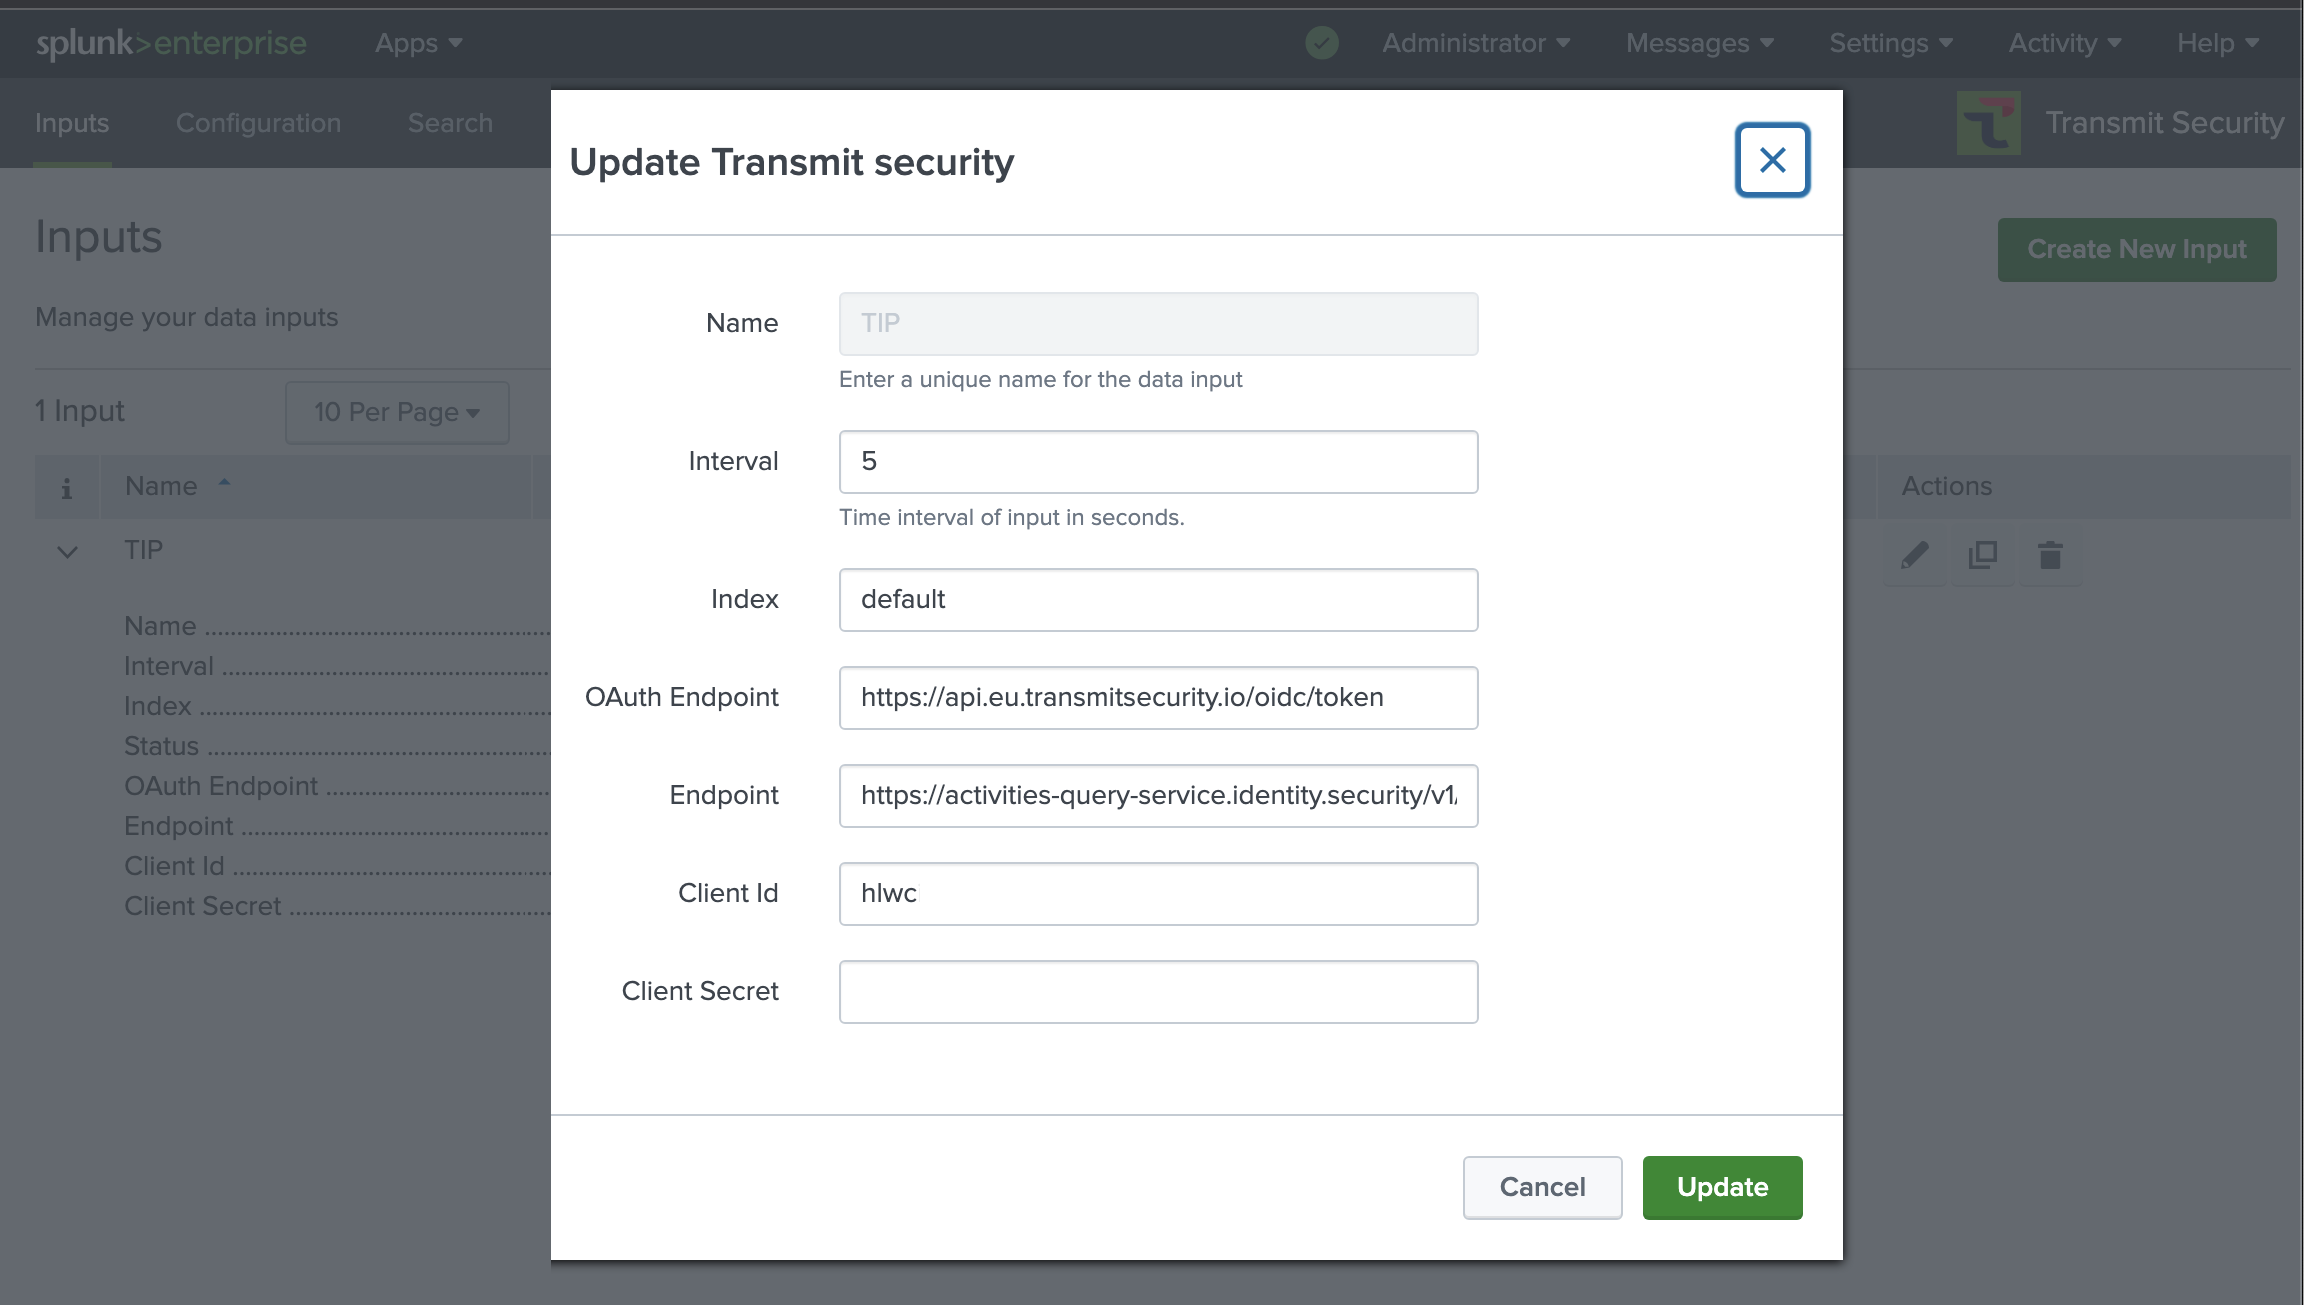 splunk>enterprise Apps Administrator Messages Settings Activity Help
Inputs Configuration Search Transmit Security
Update Transmit security
Inputs
Create New Input
Manage your data inputs
1 Input 10 Per Page
i Name Actions
TIP
Name
Interval
Index
Status
OAuth Endpoint
Endpoint
Client Id
Client Secret
Name TIP
Enter a unique name for the data input
Interval 5
Time interval of input in seconds.
Index default
OAuth Endpoint https://api.eu.transmitsecurity.io/oidc/token
Endpoint https://activities-query-service.identity.security/v1/
Client Id hlwc
Client Secret
Cancel Update